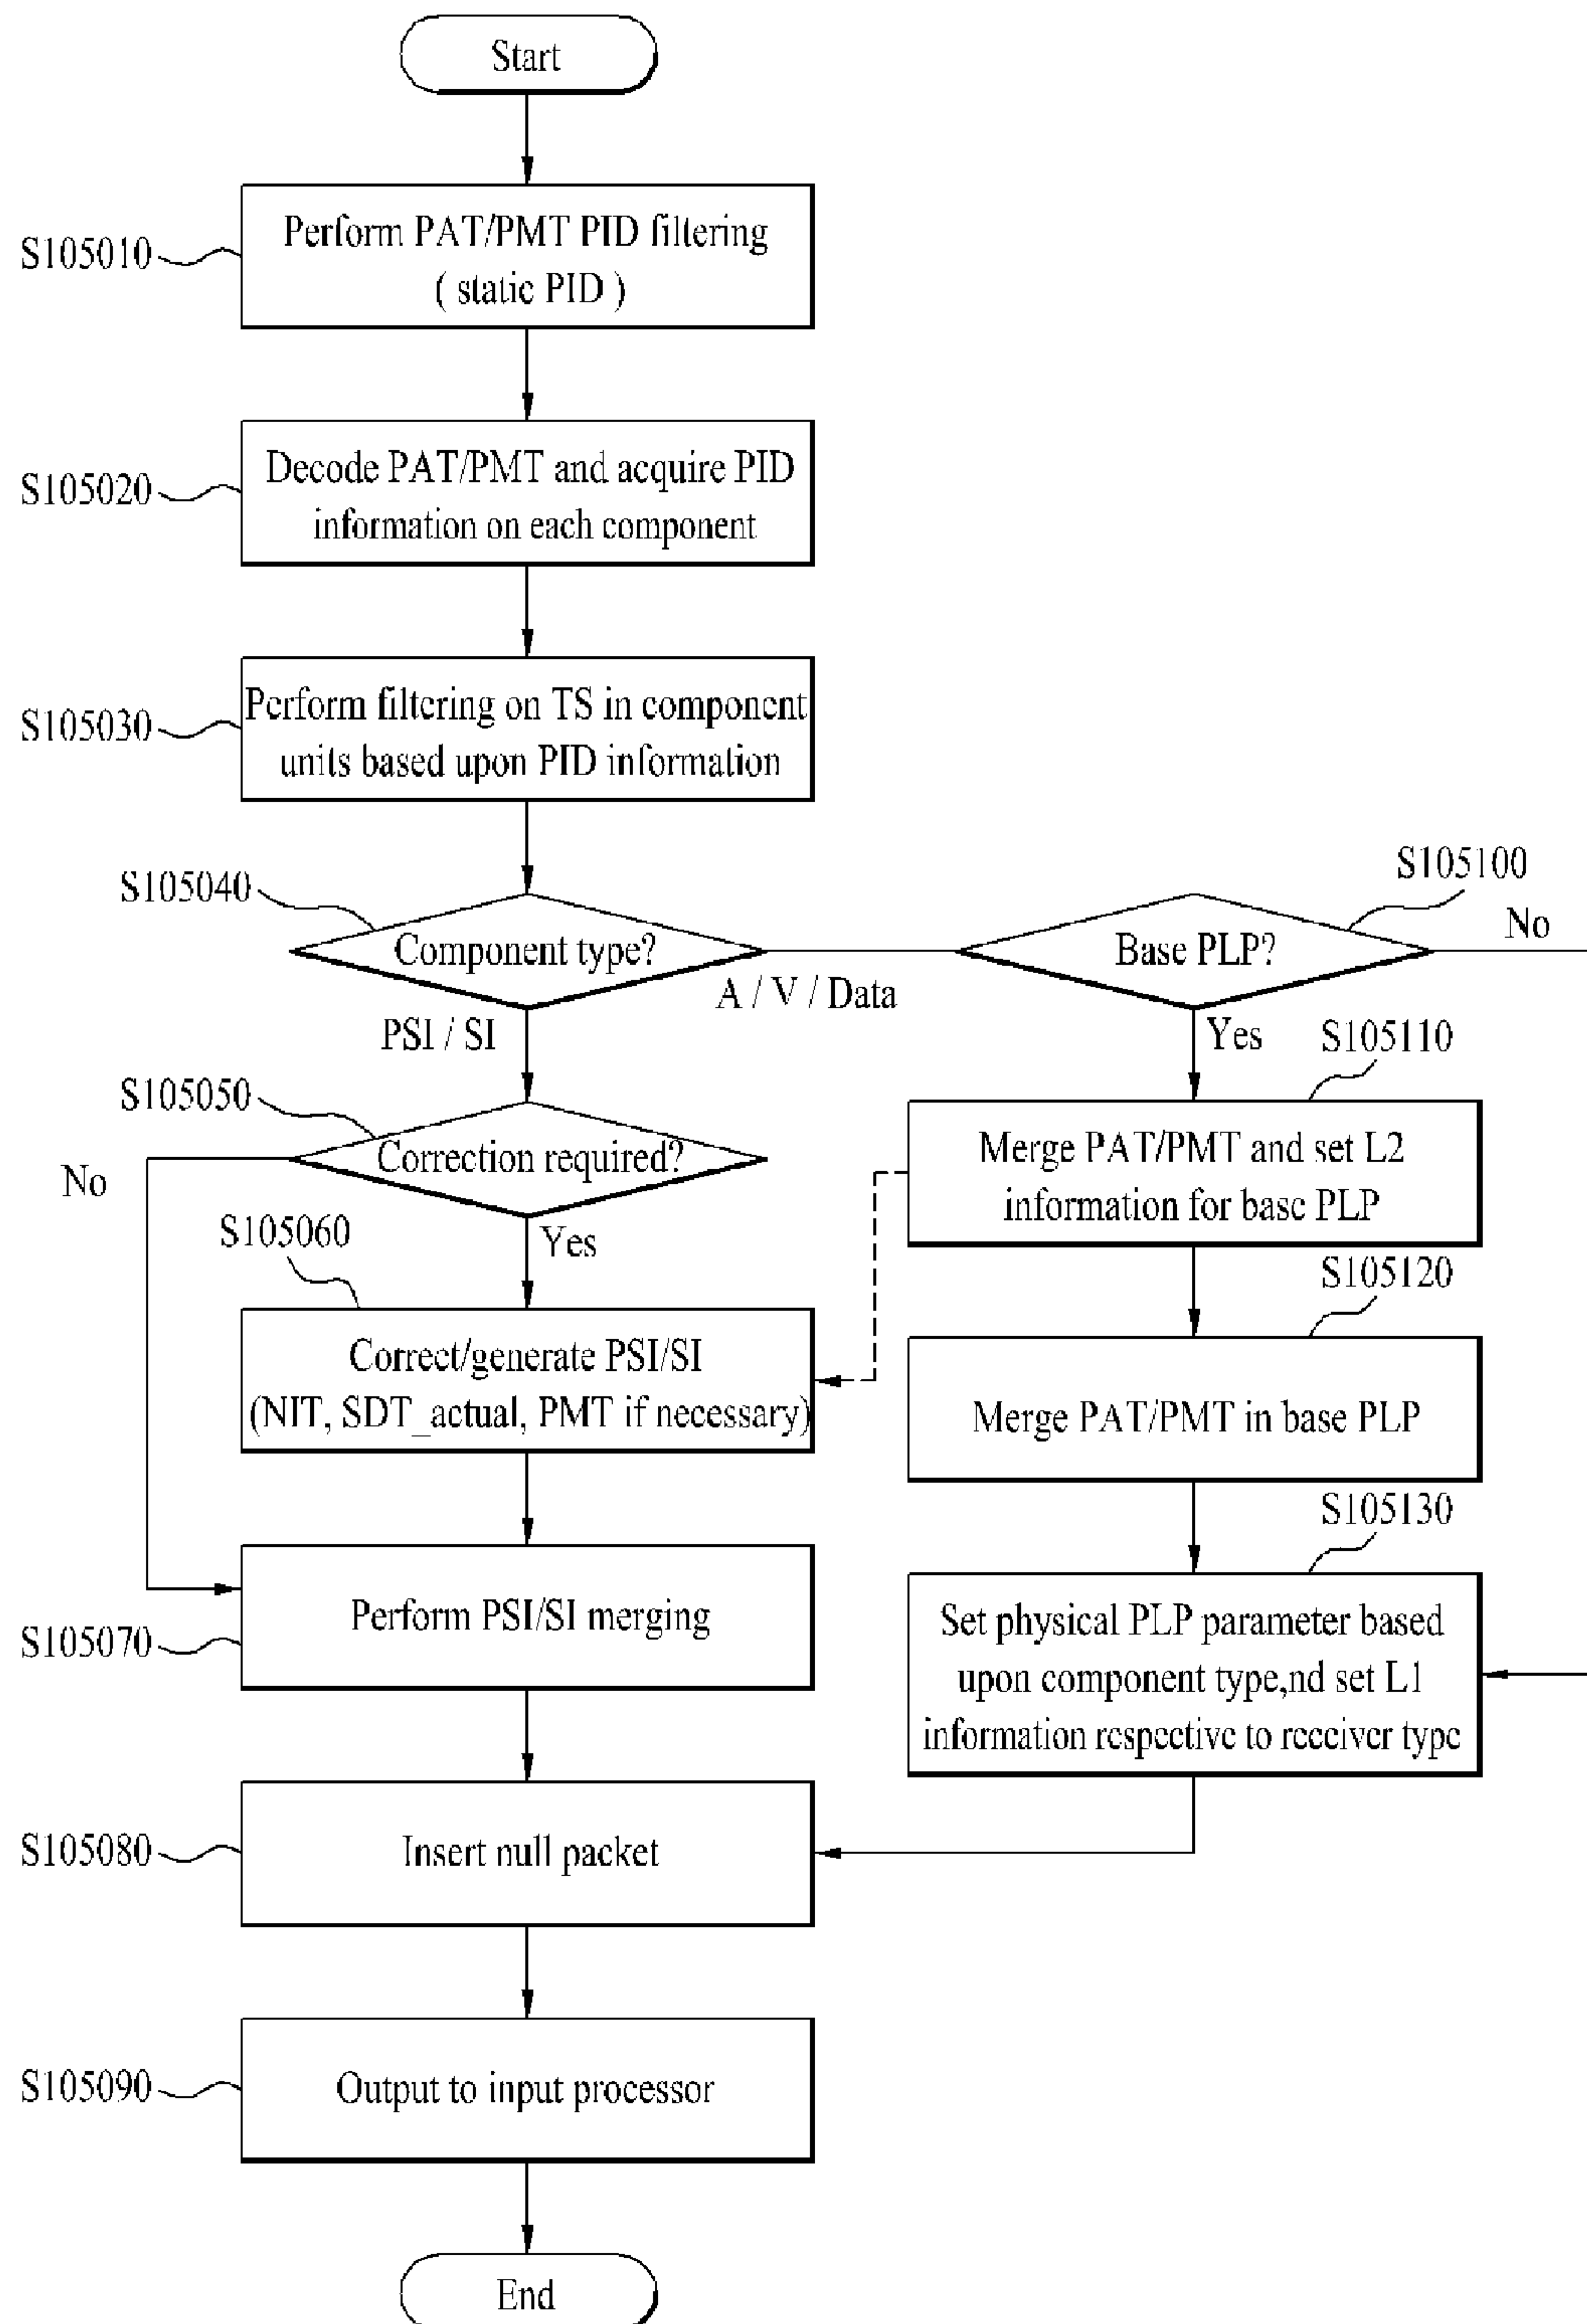 Start
S105010
Perform PAT/PMT PID filtering
( static PID )
S105020
Decode PAT/PMT and acquire PID
information on each component
S105030
Perform filtering on TS in component
units based upon PID information
S105040
Component type?
A / V / Data
PSI / SI
S105100
Base PLP?
No
Yes
S105050
Correction required?
No
Yes
S105110
Merge PAT/PMT and set L2
information for base PLP
S105060
Correct/generate PSI/SI
(NIT, SDT_actual, PMT if necessary)
S105120
Merge PAT/PMT in base PLP
S105070
Perform PSI/SI merging
S105130
Set physical PLP parameter based
upon component type,nd set L1
information respective to receiver type
S105080
Insert null packet
S105090
Output to input processor
End